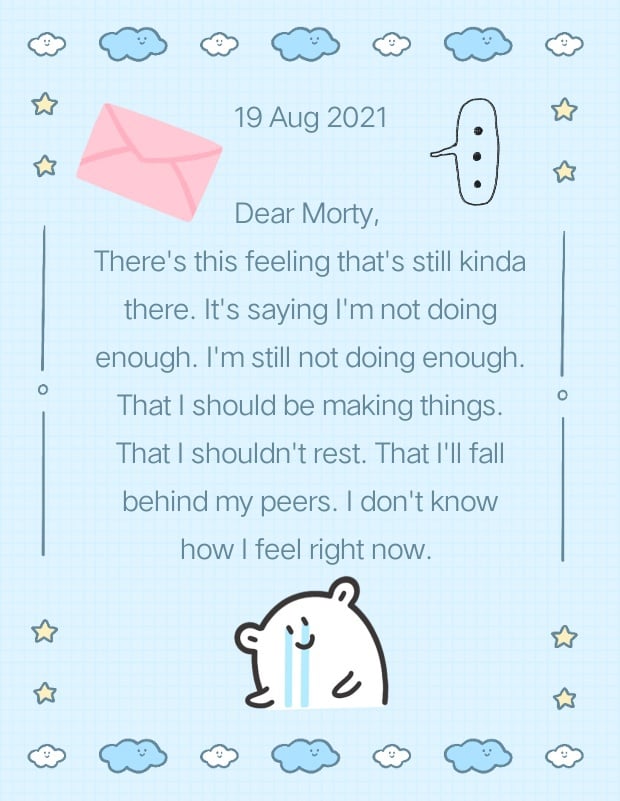 19 Aug 2021
Dear Morty,
There's this feeling that's still kinda
there. It's saying I'm not doing
enough. I'm still not doing enough.
That I should be making things.
That I shouldn't rest. That I'll fall
behind my peers. I don't know
how I feel right now.